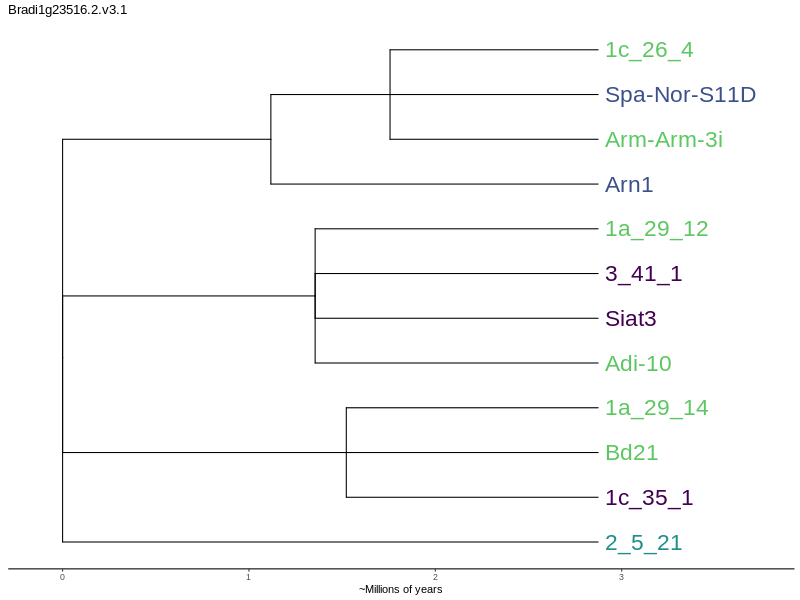 Bradi1g23516.2.v3.1
1c_26_4
Spa-Nor-S11D
Arm-Arm-3i
Arn1
1a_29_12
3_41_1
Siat3
Adi-10
1a_29_14
Bd21
1c_35_1
2_5_21
0 1 2 3
~Millions of years